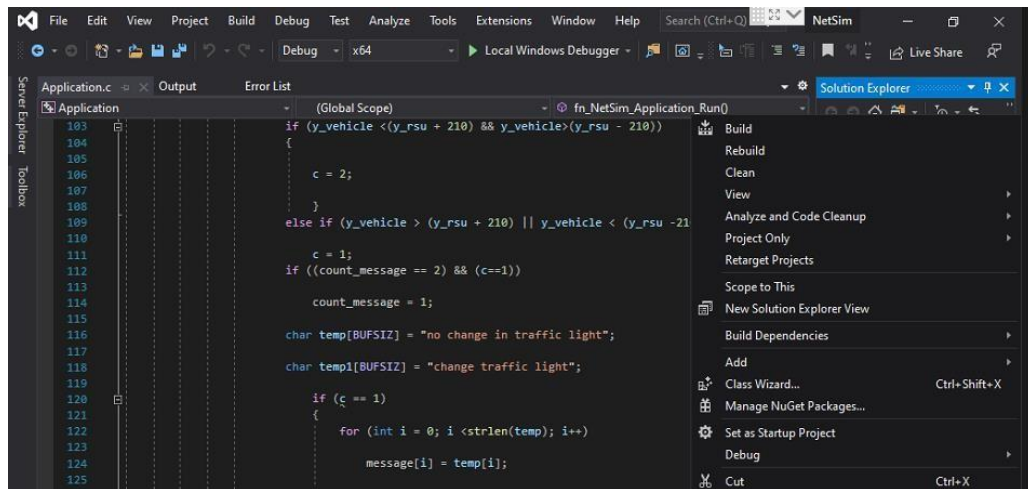 File Edit View Project Build Debug Test Analyze Tools Extensions Window Help Search (Ctrl+Q) NetSim
Debug x64 Local Windows Debugger Live Share
Server Explorer
Toolbox
Application.c Output Error List Solution Explorer
Application (Global Scope) fn_NetSim_Application_Run()
103 if (y_vehicle <(y_rsu + 210) && y_vehicle>(y_rsu - 210))
104 {
105
106 c = 2;
107
108 }
109 else if (y_vehicle > (y_rsu + 210) || y_vehicle < (y_rsu -21
110
111 c = 1;
112 if ((count_message == 2) && (c==1))
113
114 count_message = 1;
115
116 char temp[BUFSIZ] = "no change in traffic light";
117
118 char temp1[BUFSIZ] = "change traffic light";
119
120 if (c == 1)
121 {
122 for (int i = 0; i <strlen(temp); i++)
123
124 message[i] = temp[i];
125
Build
Rebuild
Clean
View
Analyze and Code Cleanup
Project Only
Retarget Projects
Scope to This
New Solution Explorer View
Build Dependencies
Add
Class Wizard... Ctrl+Shift+X
Manage NuGet Packages...
Set as Startup Project
Debug
Cut Ctrl+X